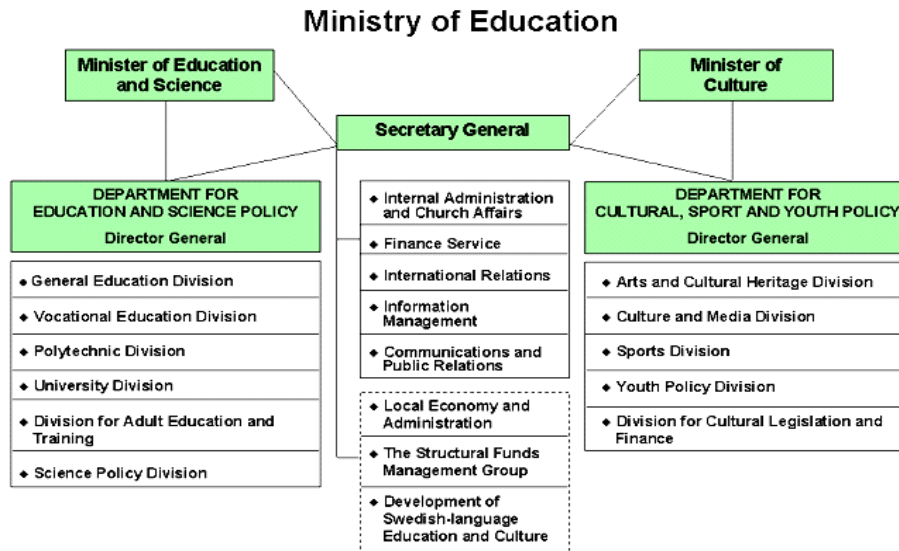 Ministry of Education
Minister of Education
and Science
Minister of
Culture
Secretary General
DEPARTMENT FOR
EDUCATION AND SCIENCE POLICY
Director General
◆ General Education Division
◆ Vocational Education Division
◆ Polytechnic Division
◆ University Division
◆ Division for Adult Education and
Training
◆ Science Policy Division
◆ Internal Administration
and Church Affairs
◆ Finance Service
◆ International Relations
◆ Information
Management
◆ Communications and
Public Relations
◆ Local Economy and
Administration
◆ The Structural Funds
Management Group
◆ Development of
Swedish-language
Education and Culture
DEPARTMENT FOR
CULTURAL, SPORT AND YOUTH POLICY
Director General
◆ Arts and Cultural Heritage Division
◆ Culture and Media Division
◆ Sports Division
◆ Youth Policy Division
◆ Division for Cultural Legislation and
Finance